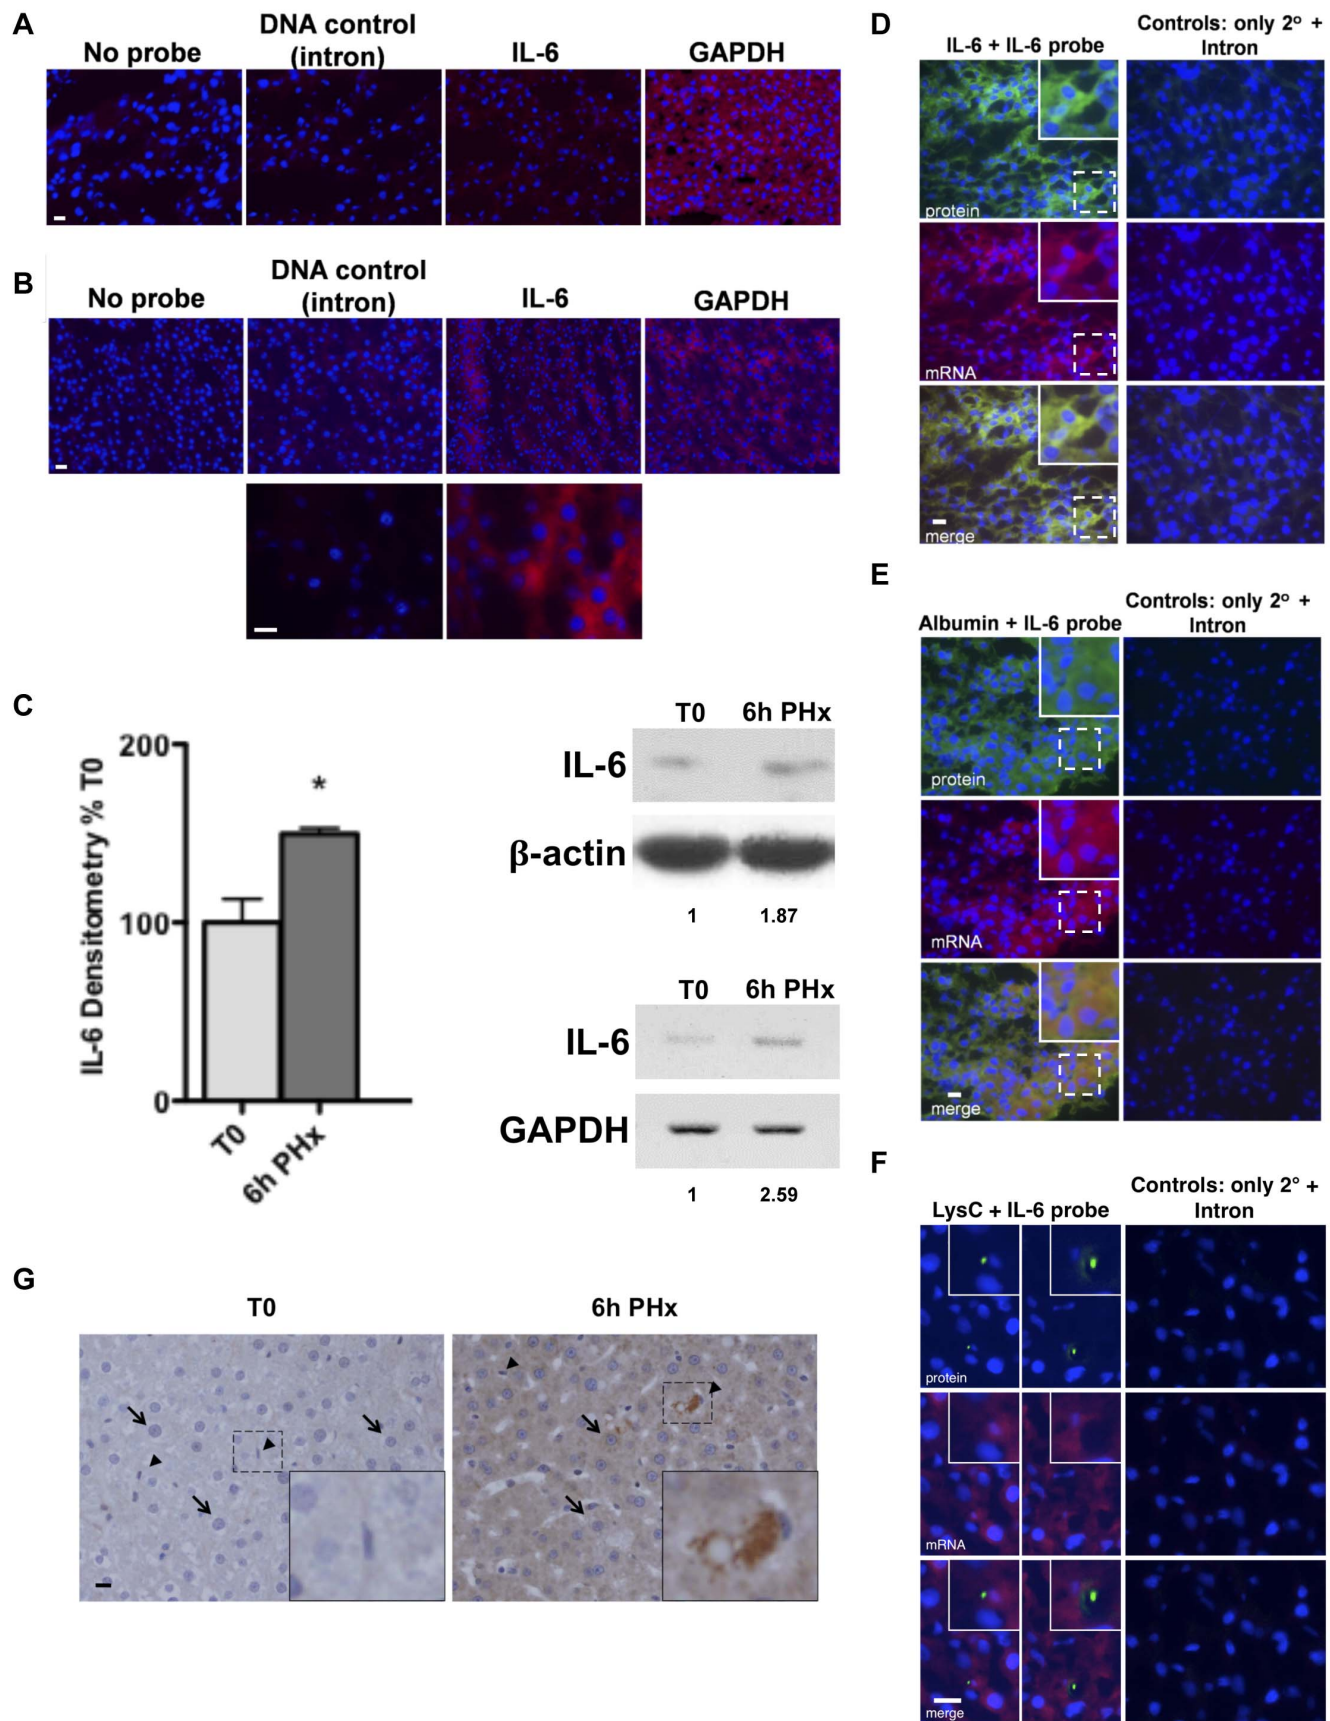 A
No probe
DNA control
(intron)
IL-6
GAPDH
B
No probe
DNA control
(intron)
IL-6
GAPDH
C
IL-6 Densitometry % T0
200
100
0
T0
6h PHx
*
T0
6h PHx
IL-6
β-actin
1
1.87
T0
6h PHx
IL-6
GAPDH
1
2.59
D
IL-6 + IL-6 probe
Controls: only 2° +
Intron
protein
mRNA
merge
E
Albumin + IL-6 probe
Controls: only 2° +
Intron
protein
mRNA
merge
F
LysC + IL-6 probe
Controls: only 2° +
Intron
protein
mRNA
merge
G
T0
6h PHx